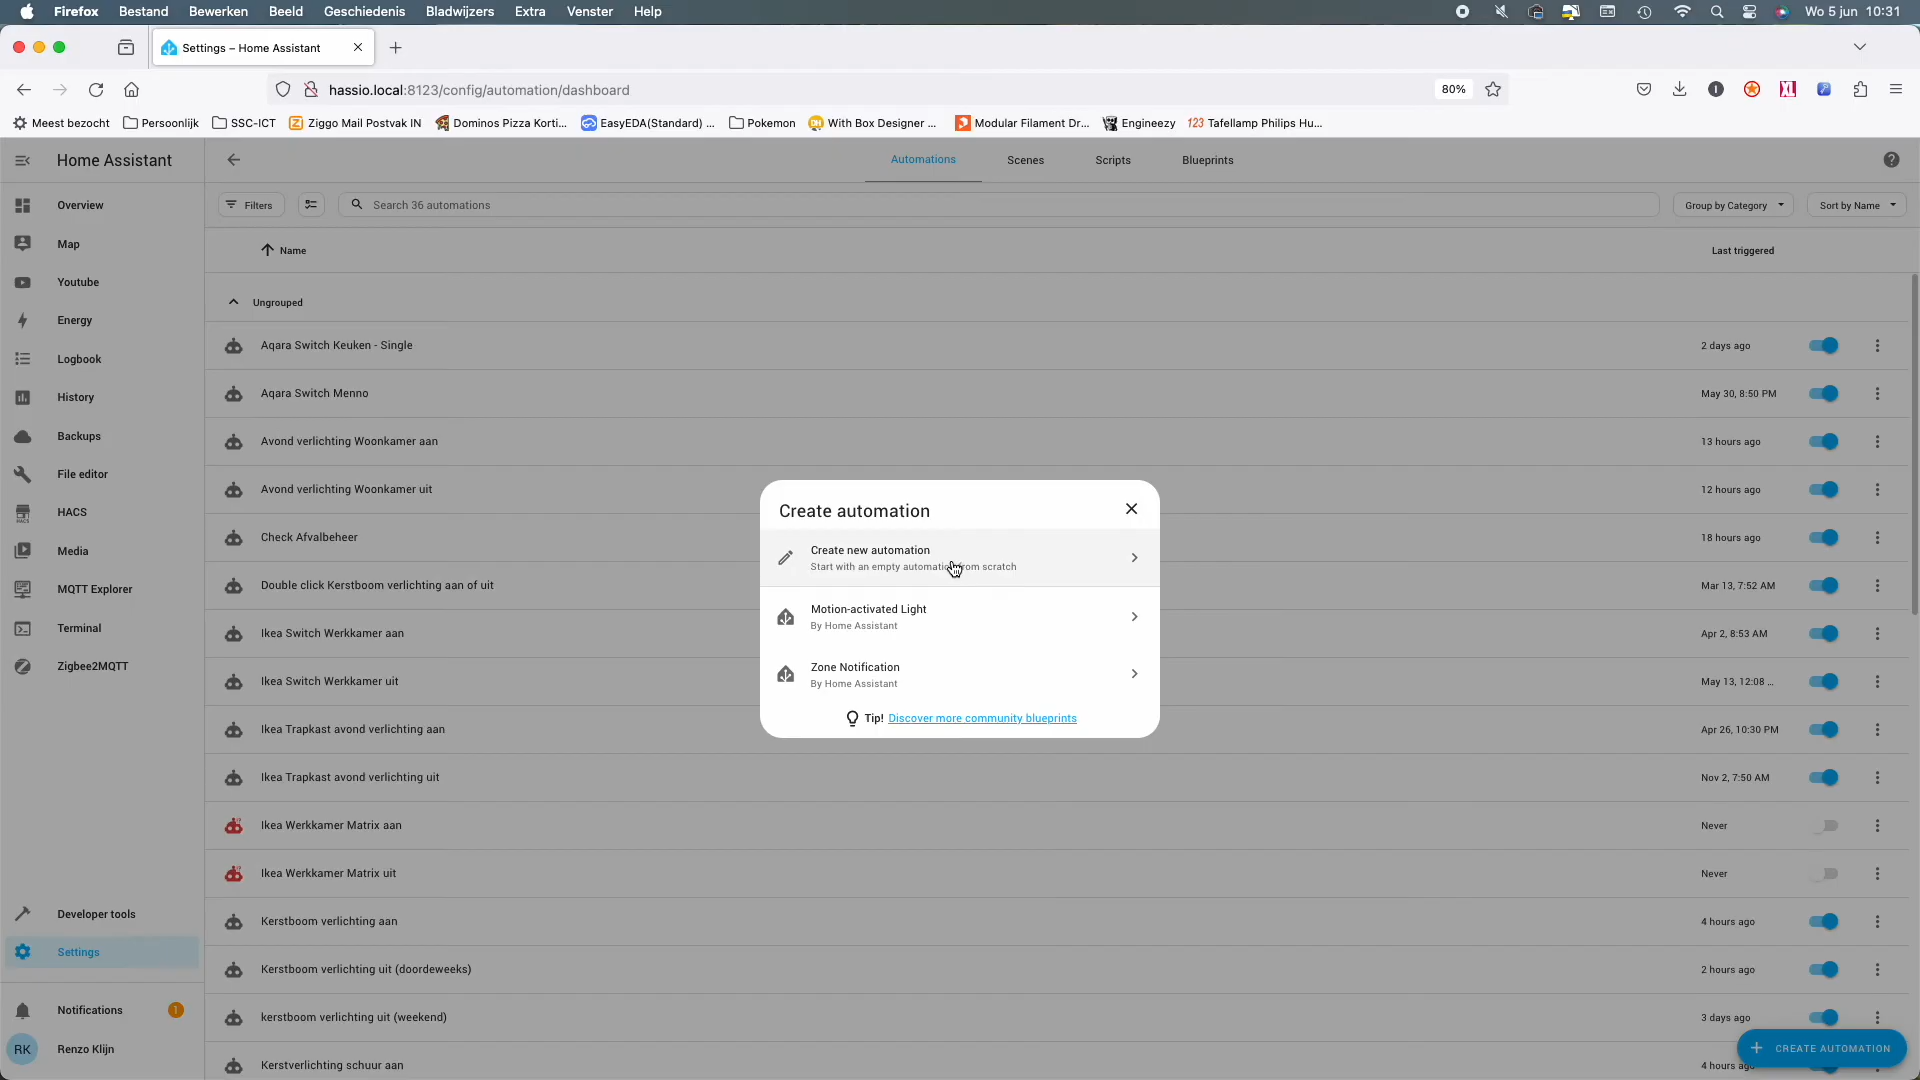 Firefox Bestand Bewerken Beeld Geschiedenis Bladwijzers Extra Venster Help Wo 5 jun 10:31
Settings – Home Assistant
hassio.local:8123/config/automation/dashboard 80%
Meest bezocht Persoonlijk SSC-ICT Ziggo Mail Postvak IN Dominos Pizza Korti... EasyEDA(Standard) ... Pokemon With Box Designer ... Modular Filament Dr... Engineezy 123 Tafellamp Philips Hu...
Home Assistant Automations Scenes Scripts Blueprints
Overview Filters Search 36 automations Group by Category Sort by Name
Map Name Last triggered
Youtube
Ungrouped
Energy
Aqara Switch Keuken - Single 2 days ago
Logbook
History Aqara Switch Menno May 30, 8:50 PM
Backups Avond verlichting Woonkamer aan 13 hours ago
File editor
Avond verlichting Woonkamer uit 12 hours ago
HACS
HACS
Check Afvalbeheer 18 hours ago
Media
MQTT Explorer Double click Kerstboom verlichting aan of uit Mar 13, 7:52 AM
Terminal Ikea Switch Werkkamer aan Apr 2, 8:53 AM
Zigbee2MQTT
Ikea Switch Werkkamer uit May 13, 12:08 ...
Ikea Trapkast avond verlichting aan Apr 26, 10:30 PM
Ikea Trapkast avond verlichting uit Nov 2, 7:50 AM
Ikea Werkkamer Matrix aan Never
Ikea Werkkamer Matrix uit Never
Developer tools Kerstboom verlichting aan 4 hours ago
Settings
Kerstboom verlichting uit (doordeweeks) 2 hours ago
Notifications 1
kerstboom verlichting uit (weekend) 3 days ago
RK Renzo Klijn
Kerstverlichting schuur aan 4 hours ago
CREATE AUTOMATION
Create automation
Create new automation
Start with an empty automation from scratch
Motion-activated Light
By Home Assistant
Zone Notification
By Home Assistant
Tip! Discover more community blueprints